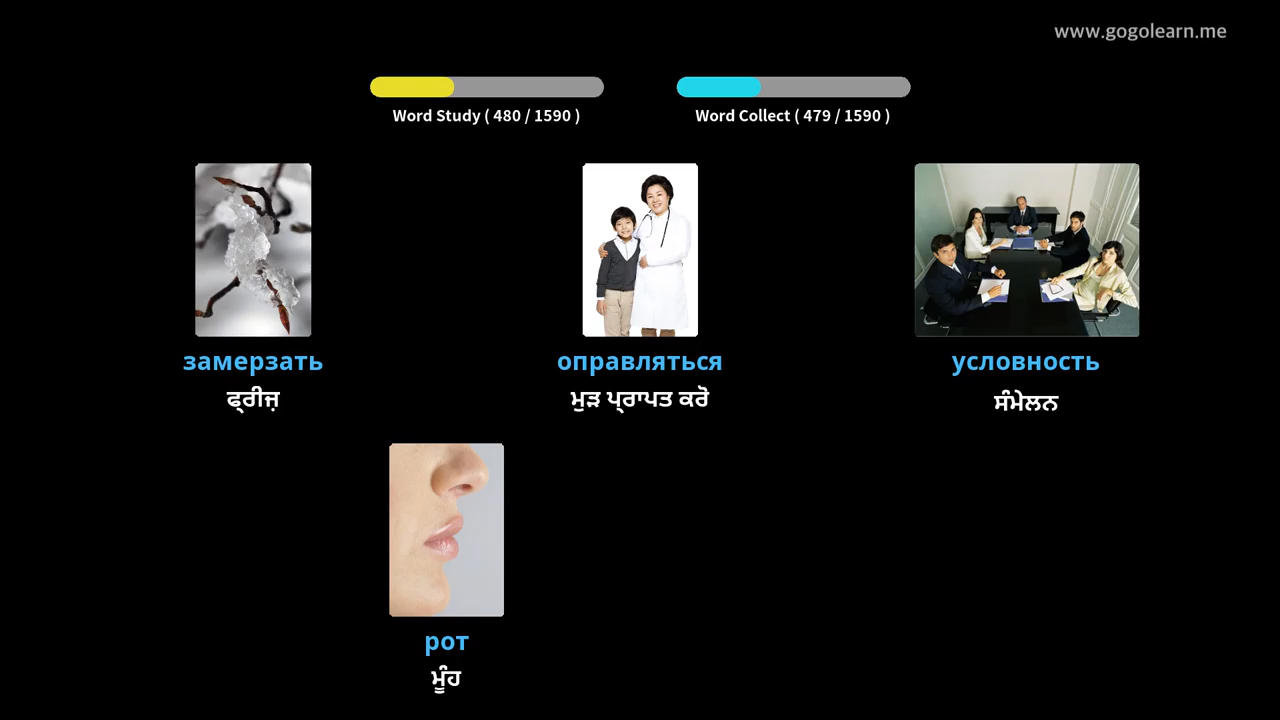 www.gogolearn.me
Word Study ( 480 / 1590 )
Word Collect ( 479 / 1590 )
замерзать
ਫ੍ਰੀਜ਼
оправляться
ਮੁੜ ਪ੍ਰਾਪਤ ਕਰੋ
условность
ਸੰਮੇਲਨ
рот
ਮੂੰਹ